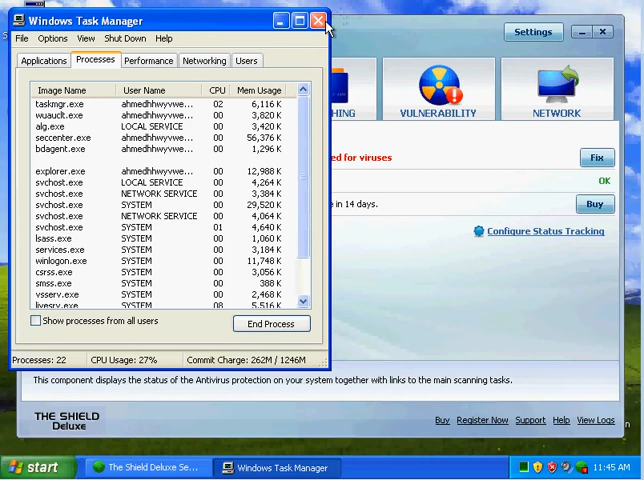 Windows Task Manager
File Options View Shut Down Help
Applications Processes Performance Networking Users
Image Name User Name CPU Mem Usage
taskmgr.exe ahmedhhwyvwe... 02 6,116 K
wuauclt.exe ahmedhhwyvwe... 00 3,820 K
alg.exe LOCAL SERVICE 00 3,420 K
seccenter.exe ahmedhhwyvwe... 00 56,376 K
bdagent.exe ahmedhhwyvwe... 00 1,296 K
explorer.exe ahmedhhwyvwe... 00 12,988 K
svchost.exe LOCAL SERVICE 00 4,264 K
svchost.exe NETWORK SERVICE 00 3,384 K
svchost.exe SYSTEM 00 29,520 K
svchost.exe NETWORK SERVICE 00 4,064 K
svchost.exe SYSTEM 01 4,640 K
lsass.exe SYSTEM 00 1,060 K
services.exe SYSTEM 00 3,184 K
winlogon.exe SYSTEM 00 11,748 K
csrss.exe SYSTEM 00 3,056 K
smss.exe SYSTEM 00 388 K
vsserv.exe SYSTEM 00 2,468 K
livesrv.exe SYSTEM 08 5,516 K
Show processes from all users
End Process
Processes: 22 CPU Usage: 27% Commit Charge: 262M / 1246M
Settings
HING VULNERABILITY NETWORK
ed for viruses Fix
OK
e in 14 days. Buy
Configure Status Tracking
This component displays the status of the Antivirus protection on your system together with links to the main scanning tasks.
THE SHIELD
Deluxe
Buy Register Now Support Help View Logs
start The Shield Deluxe Se... Windows Task Manager 11:45 AM